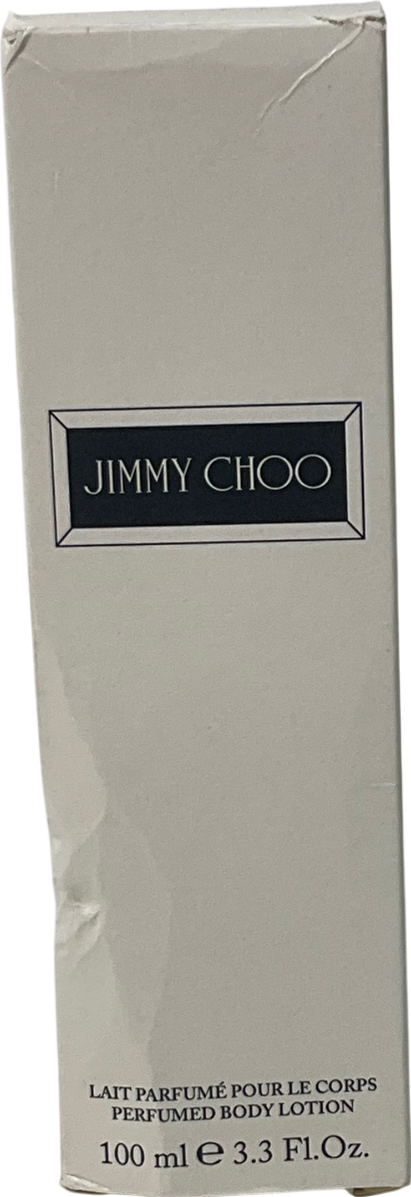 JIMMY CHOO
LAIT PARFUMÉ POUR LE CORPS
PERFUMED BODY LOTION
100 ml ℮ 3.3 Fl.Oz.